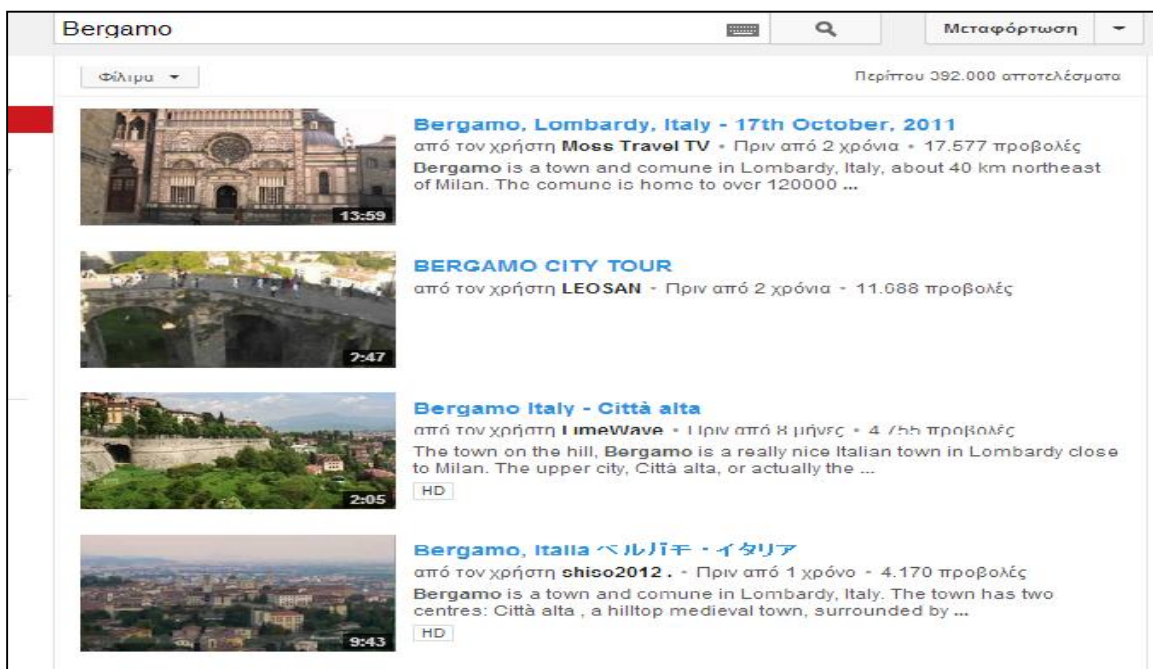 Bergamo
Μεταφόρτωση
Φίλτρα
Περίπου 392.000 αποτελέσματα
Bergamo, Lombardy, Italy - 17th October, 2011
από τον χρήστη Moss Travel TV • Πριν από 2 χρόνια • 17.577 προβολές
Bergamo is a town and comune in Lombardy, Italy, about 40 km northeast
of Milan. The comune is home to over 120000 ...
13:59
BERGAMO CITY TOUR
από τον χρήστη LEOSAN • Πριν από 2 χρόνια • 11.688 προβολές
2:47
Bergamo Italy - Città alta
από τον χρήστη LimeWave • Πριν από 8 μήνες • 4.755 προβολές
The town on the hill, Bergamo is a really nice Italian town in Lombardy close
to Milan. The upper city, Città alta, or actually the ...
2:05
HD
Bergamo, Italia ベルガモ・イタリア
από τον χρήστη shiso2012 . • Πριν από 1 χρόνο • 4.170 προβολές
Bergamo is a town and comune in Lombardy, Italy. The town has two
centres: Città alta , a hilltop medieval town, surrounded by ...
9:43
HD